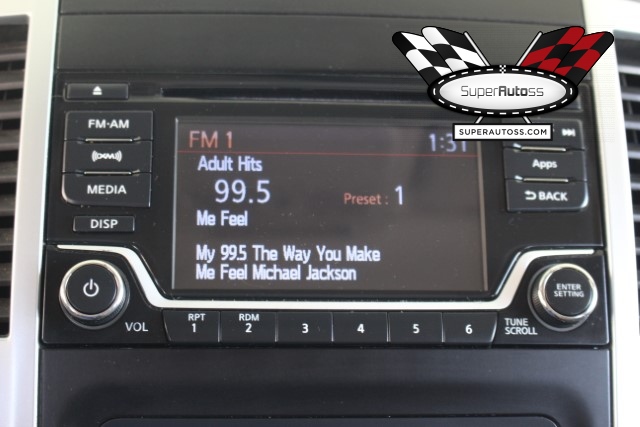 SuperAutoss
SUPERAUTOSS.COM
FM·AM
((SXM))
MEDIA
DISP
VOL
FM 1
1:31
Adult Hits
99.5
Preset : 1
Me Feel
My 99.5 The Way You Make
Me Feel Michael Jackson
Apps
BACK
ENTER
SETTING
TUNE
SCROLL
RPT
1
RDM
2
3
4
5
6